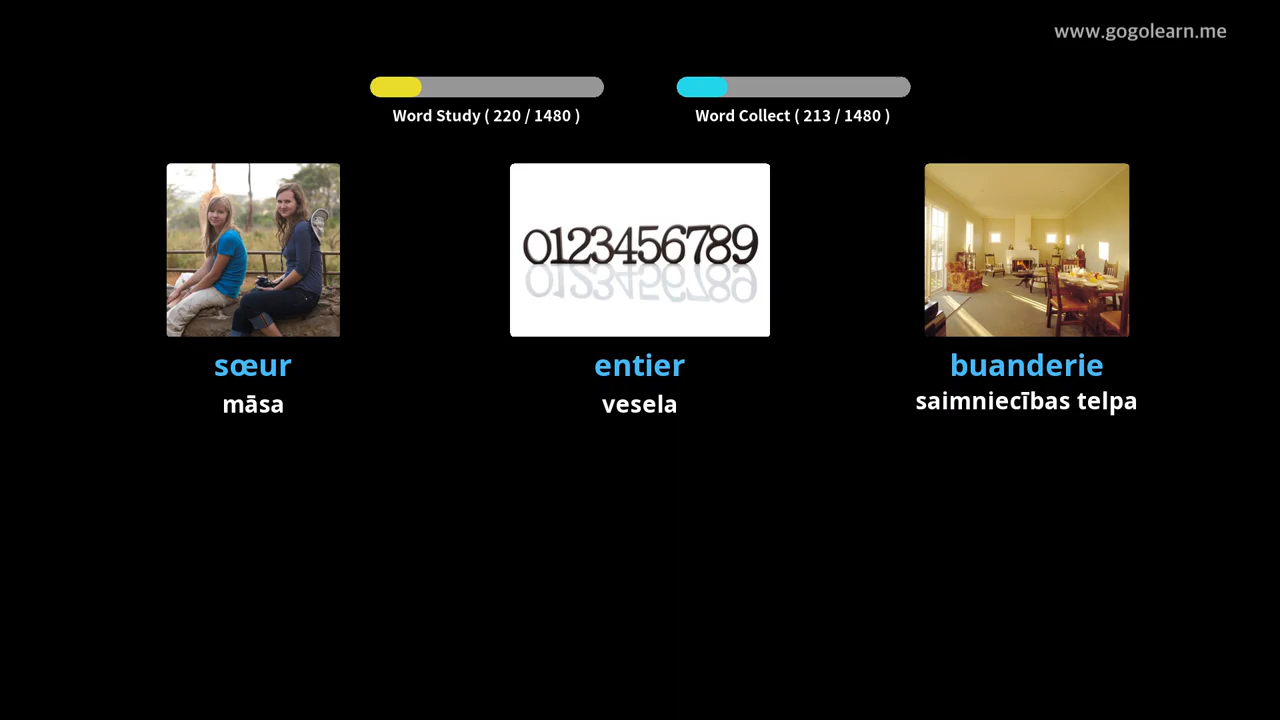 www.gogolearn.me
Word Study ( 220 / 1480 )
Word Collect ( 213 / 1480 )
0123456789
sœur
entier
buanderie
māsa
vesela
saimniecības telpa